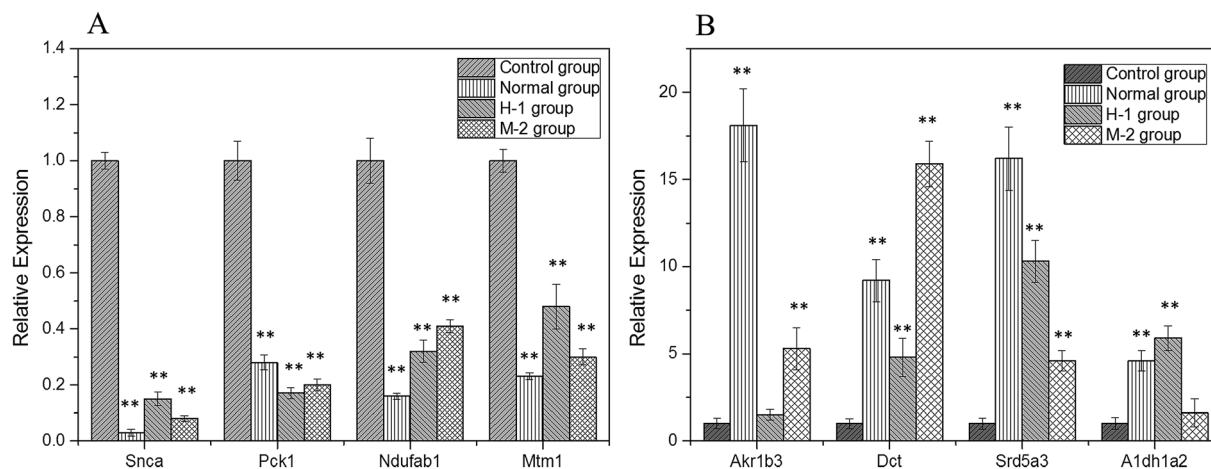 A
Relative Expression
1.4
1.2
1.0
0.8
0.6
0.4
0.2
0.0
Control group
Normal group
H-1 group
M-2 group
** ** **
** ** **
** ** **
** ** **
Snca Pck1 Ndufab1 Mtm1
B
Relative Expression
20
15
10
5
0
Control group
Normal group
H-1 group
M-2 group
** **
** ** **
** ** **
** **
Akr1b3 Dct Srd5a3 A1dh1a2